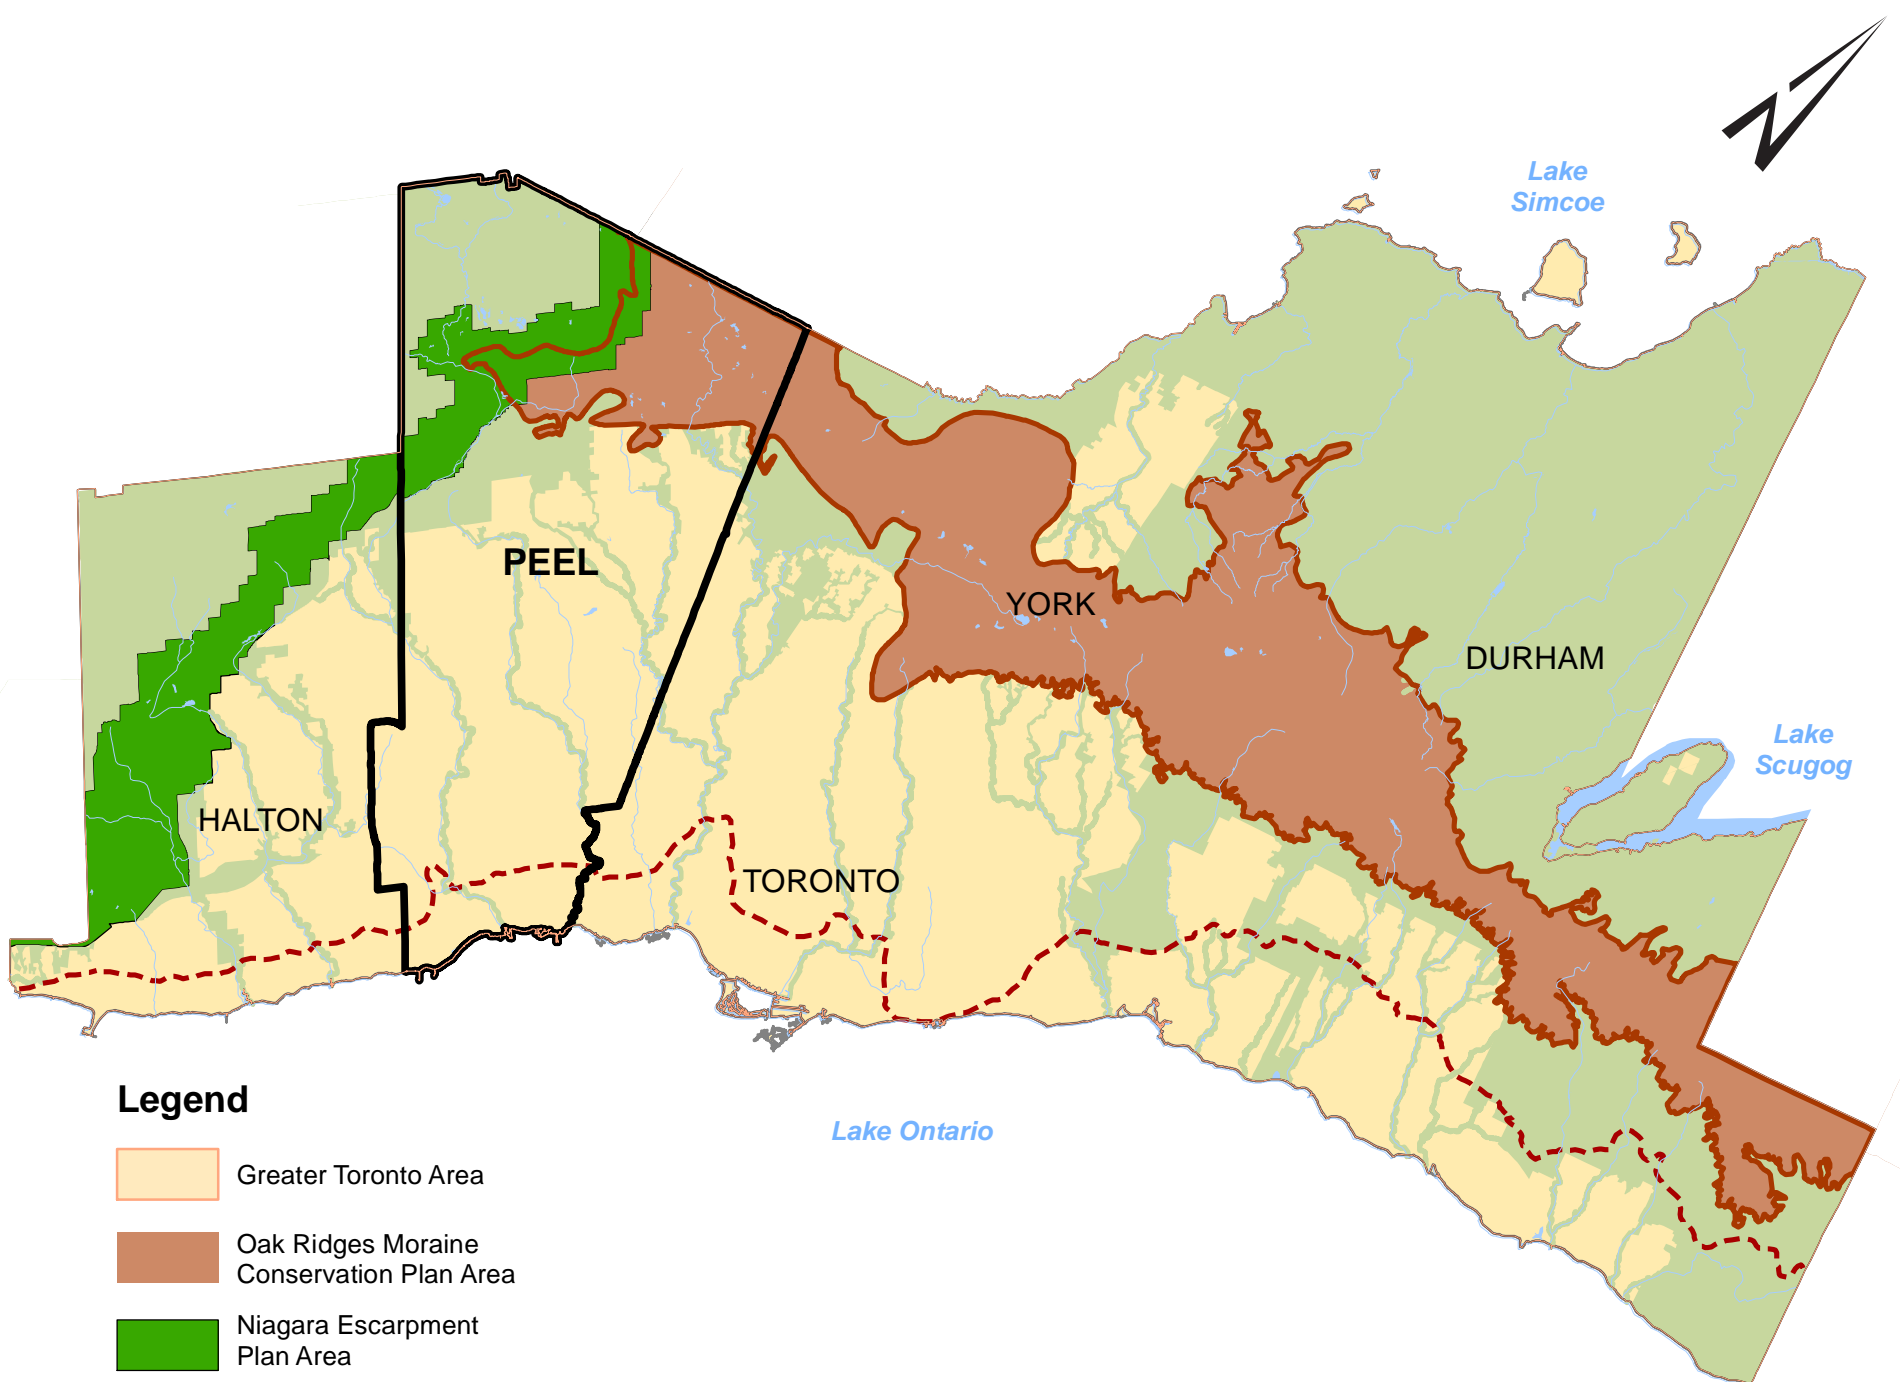 Lake
Simcoe
PEEL
YORK
DURHAM
Lake
Scugog
HALTON
TORONTO
Lake Ontario
Legend
Greater Toronto Area
Oak Ridges Moraine
Conservation Plan Area
Niagara Escarpment
Plan Area